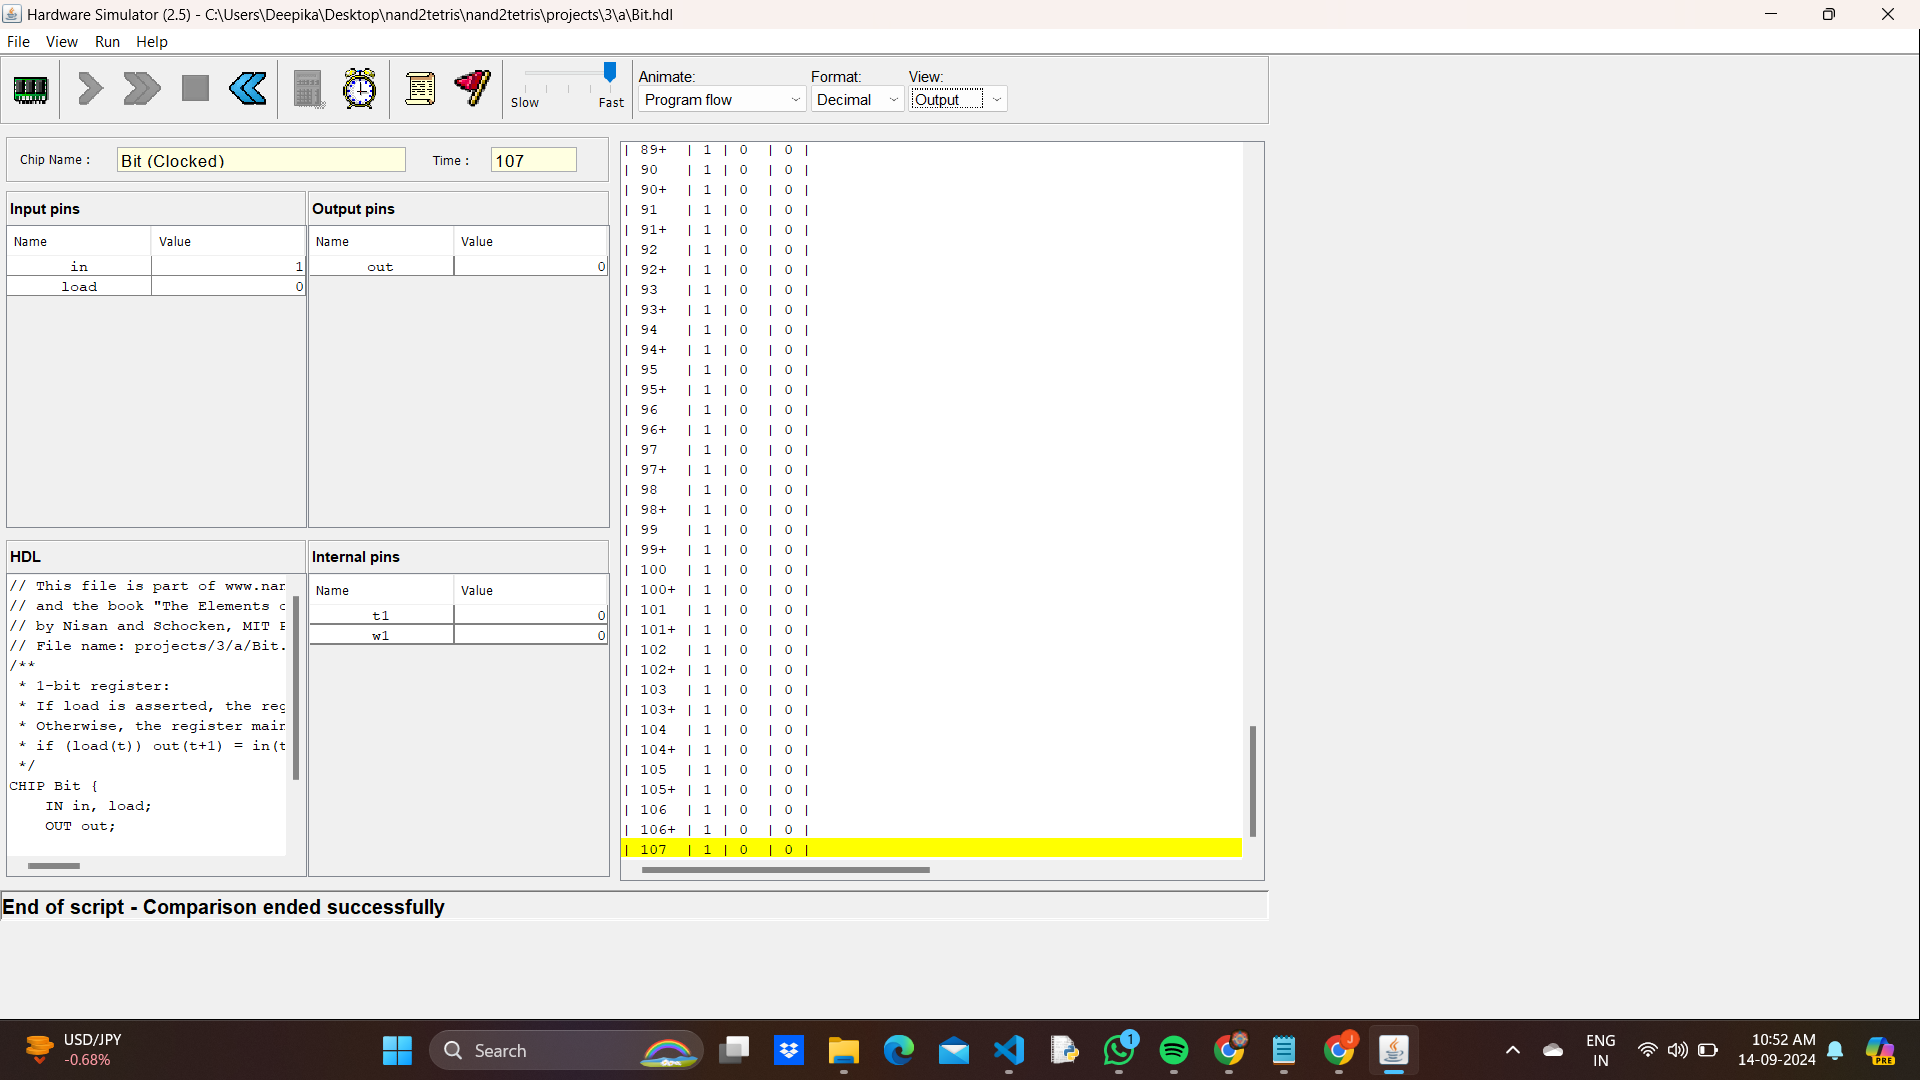 Hardware Simulator (2.5) - C:\Users\Deepika\Desktop\nand2tetris\nand2tetris\projects\3\a\Bit.hdl
File View Run Help
Slow Fast
Animate:
Program flow
Format:
Decimal
View:
Output
Chip Name : Bit (Clocked) Time : 107
Input pins
Name Value
in 1
load 0
Output pins
Name Value
out 0
HDL
// This file is part of www.nan
// and the book "The Elements o
// by Nisan and Schocken, MIT P
// File name: projects/3/a/Bit.
/**
* 1-bit register:
* If load is asserted, the reg
* Otherwise, the register main
* if (load(t)) out(t+1) = in(t
*/
CHIP Bit {
IN in, load;
OUT out;
Internal pins
Name Value
t1 0
w1 0
| 89+ | 1 | 0 | 0 |
| 90 | 1 | 0 | 0 |
| 90+ | 1 | 0 | 0 |
| 91 | 1 | 0 | 0 |
| 91+ | 1 | 0 | 0 |
| 92 | 1 | 0 | 0 |
| 92+ | 1 | 0 | 0 |
| 93 | 1 | 0 | 0 |
| 93+ | 1 | 0 | 0 |
| 94 | 1 | 0 | 0 |
| 94+ | 1 | 0 | 0 |
| 95 | 1 | 0 | 0 |
| 95+ | 1 | 0 | 0 |
| 96 | 1 | 0 | 0 |
| 96+ | 1 | 0 | 0 |
| 97 | 1 | 0 | 0 |
| 97+ | 1 | 0 | 0 |
| 98 | 1 | 0 | 0 |
| 98+ | 1 | 0 | 0 |
| 99 | 1 | 0 | 0 |
| 99+ | 1 | 0 | 0 |
| 100 | 1 | 0 | 0 |
| 100+ | 1 | 0 | 0 |
| 101 | 1 | 0 | 0 |
| 101+ | 1 | 0 | 0 |
| 102 | 1 | 0 | 0 |
| 102+ | 1 | 0 | 0 |
| 103 | 1 | 0 | 0 |
| 103+ | 1 | 0 | 0 |
| 104 | 1 | 0 | 0 |
| 104+ | 1 | 0 | 0 |
| 105 | 1 | 0 | 0 |
| 105+ | 1 | 0 | 0 |
| 106 | 1 | 0 | 0 |
| 106+ | 1 | 0 | 0 |
| 107 | 1 | 0 | 0 |
End of script - Comparison ended successfully
USD/JPY
-0.68%
Search
1
J
ENG
IN
10:52 AM
14-09-2024
PRE